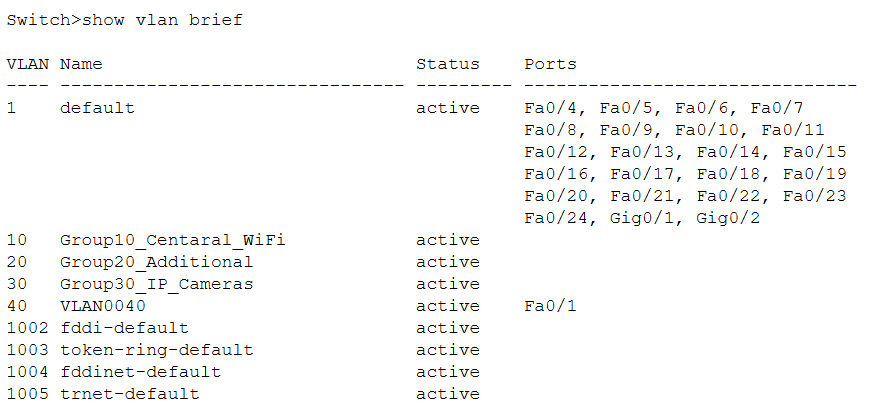 Switch>show vlan brief
VLAN Name Status Ports
---- -------------------------------- --------- -------------------------------
1 default active Fa0/4, Fa0/5, Fa0/6, Fa0/7
Fa0/8, Fa0/9, Fa0/10, Fa0/11
Fa0/12, Fa0/13, Fa0/14, Fa0/15
Fa0/16, Fa0/17, Fa0/18, Fa0/19
Fa0/20, Fa0/21, Fa0/22, Fa0/23
Fa0/24, Gig0/1, Gig0/2
10 Group10_Centaral_WiFi active
20 Group20_Additional active
30 Group30_IP_Cameras active
40 VLAN0040 active Fa0/1
1002 fddi-default active
1003 token-ring-default active
1004 fddinet-default active
1005 trnet-default active